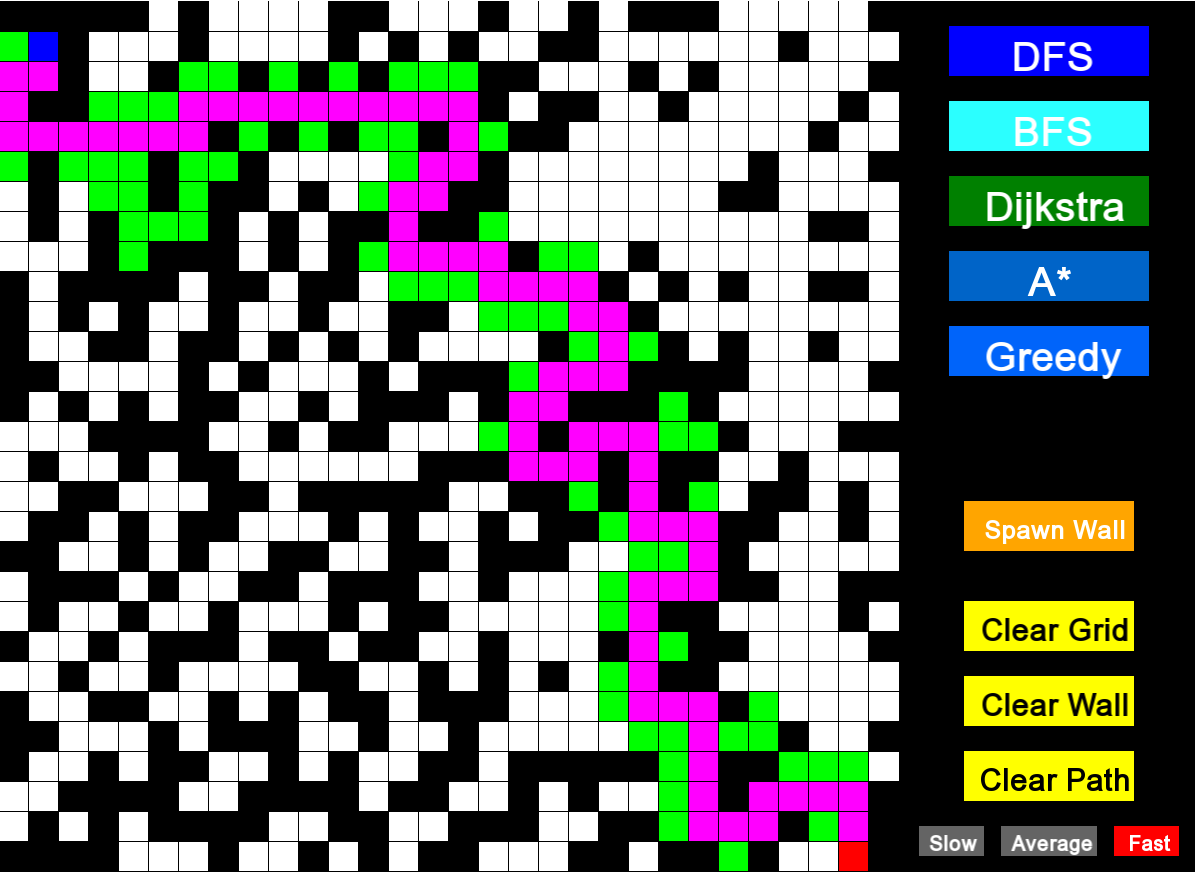 DFS
BFS
Dijkstra
A*
Greedy
Spawn Wall
Clear Grid
Clear Wall
Clear Path
Slow Average Fast